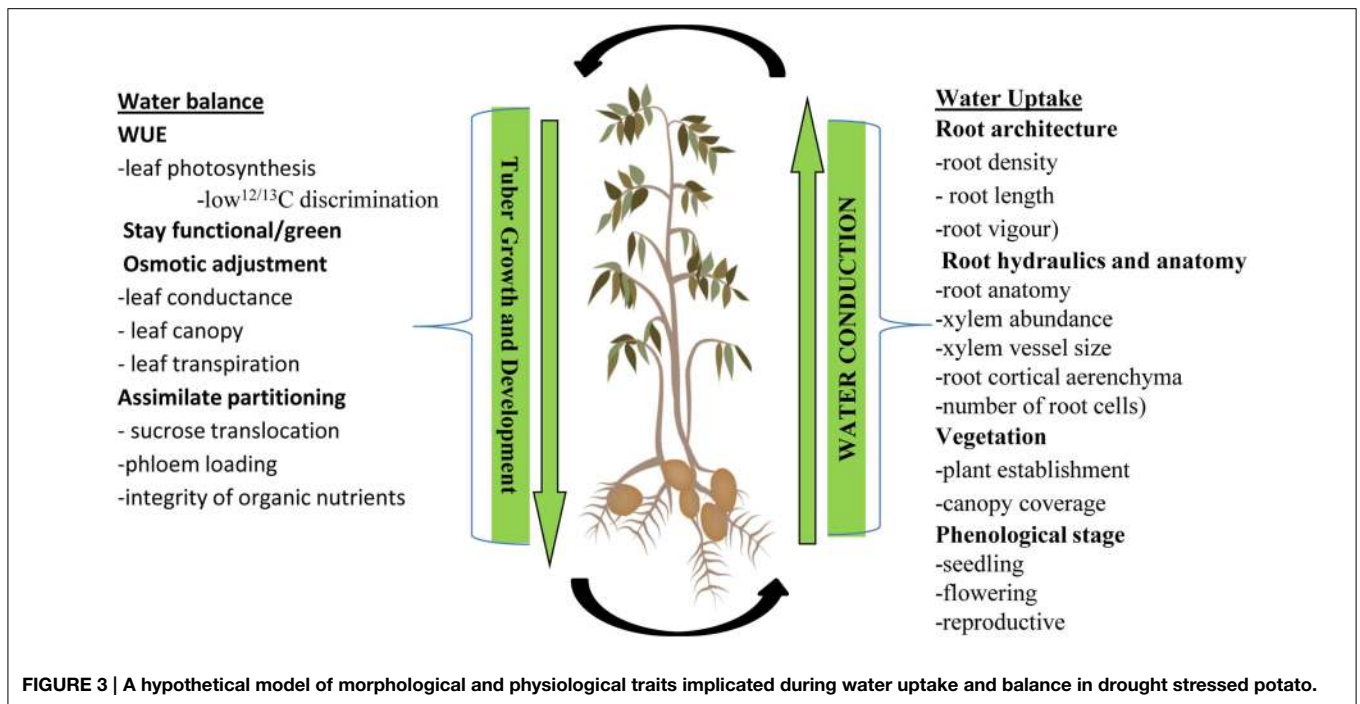 Water balance
WUE
-leaf photosynthesis
-low12/13C discrimination
Stay functional/green
Osmotic adjustment
-leaf conductance
- leaf canopy
- leaf transpiration
Assimilate partitioning
- sucrose translocation
-phloem loading
-integrity of organic nutrients
Tuber Growth and Development
WATER CONDUCTION
Water Uptake
Root architecture
-root density
- root length
-root vigour)
Root hydraulics and anatomy
-root anatomy
-xylem abundance
-xylem vessel size
-root cortical aerenchyma
-number of root cells)
Vegetation
-plant establishment
-canopy coverage
Phenological stage
-seedling
-flowering
-reproductive
FIGURE 3 | A hypothetical model of morphological and physiological traits implicated during water uptake and balance in drought stressed potato.